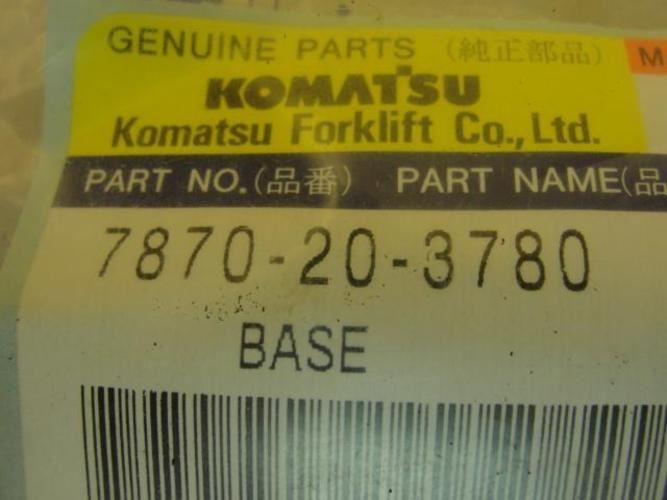 GENUINE PARTS (純正部品) M
KOMATSU
Komatsu Forklift Co., Ltd.
PART NO.(品番) PART NAME(品
7870-20-3780
BASE